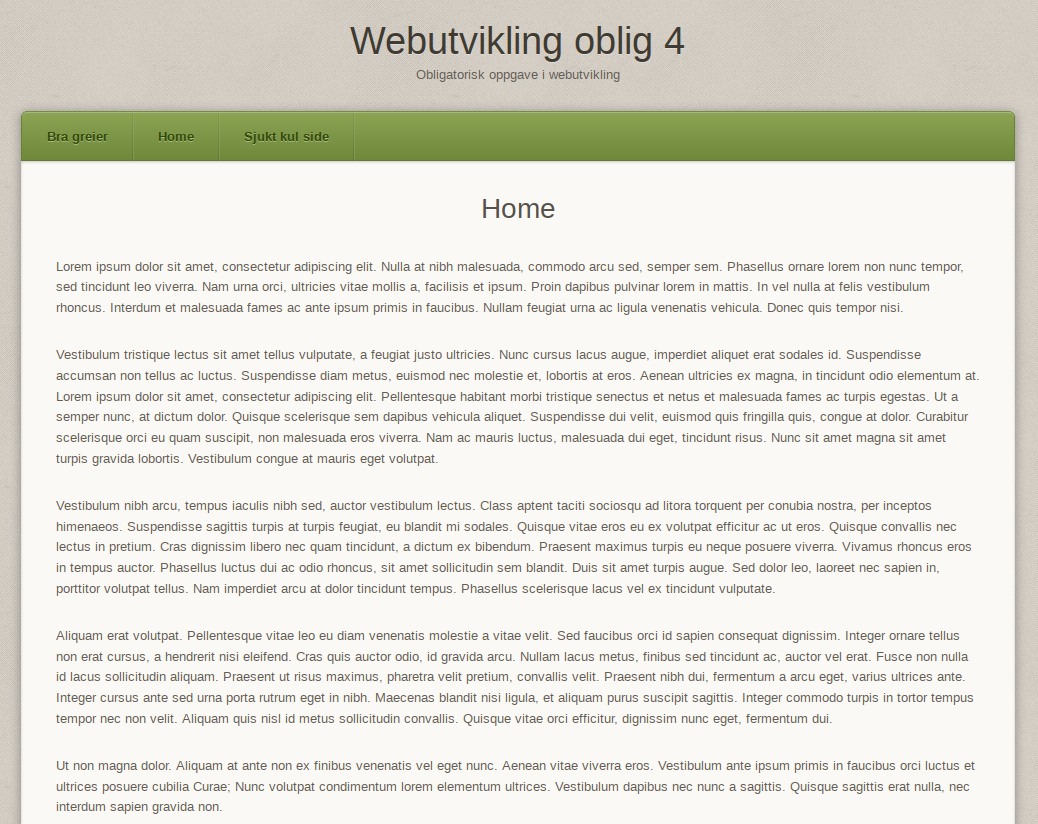 Webutvikling oblig 4
Obligatorisk oppgave i webutvikling
Bra greier Home Sjukt kul side
Home
Lorem ipsum dolor sit amet, consectetur adipiscing elit. Nulla at nibh malesuada, commodo arcu sed, semper sem. Phasellus ornare lorem non nunc tempor,
sed tincidunt leo viverra. Nam urna orci, ultricies vitae mollis a, facilisis et ipsum. Proin dapibus pulvinar lorem in mattis. In vel nulla at felis vestibulum
rhoncus. Interdum et malesuada fames ac ante ipsum primis in faucibus. Nullam feugiat urna ac ligula venenatis vehicula. Donec quis tempor nisi.
Vestibulum tristique lectus sit amet tellus vulputate, a feugiat justo ultricies. Nunc cursus lacus augue, imperdiet aliquet erat sodales id. Suspendisse
accumsan non tellus ac luctus. Suspendisse diam metus, euismod nec molestie et, lobortis at eros. Aenean ultricies ex magna, in tincidunt odio elementum at.
Lorem ipsum dolor sit amet, consectetur adipiscing elit. Pellentesque habitant morbi tristique senectus et netus et malesuada fames ac turpis egestas. Ut a
semper nunc, at dictum dolor. Quisque scelerisque sem dapibus vehicula aliquet. Suspendisse dui velit, euismod quis fringilla quis, congue at dolor. Curabitur
scelerisque orci eu quam suscipit, non malesuada eros viverra. Nam ac mauris luctus, malesuada dui eget, tincidunt risus. Nunc sit amet magna sit amet
turpis gravida lobortis. Vestibulum congue at mauris eget volutpat.
Vestibulum nibh arcu, tempus iaculis nibh sed, auctor vestibulum lectus. Class aptent taciti sociosqu ad litora torquent per conubia nostra, per inceptos
himenaeos. Suspendisse sagittis turpis at turpis feugiat, eu blandit mi sodales. Quisque vitae eros eu ex volutpat efficitur ac ut eros. Quisque convallis nec
lectus in pretium. Cras dignissim libero nec quam tincidunt, a dictum ex bibendum. Praesent maximus turpis eu neque posuere viverra. Vivamus rhoncus eros
in tempus auctor. Phasellus luctus dui ac odio rhoncus, sit amet sollicitudin sem blandit. Duis sit amet turpis augue. Sed dolor leo, laoreet nec sapien in,
porttitor volutpat tellus. Nam imperdiet arcu at dolor tincidunt tempus. Phasellus scelerisque lacus vel ex tincidunt vulputate.
Aliquam erat volutpat. Pellentesque vitae leo eu diam venenatis molestie a vitae velit. Sed faucibus orci id sapien consequat dignissim. Integer ornare tellus
non erat cursus, a hendrerit nisi eleifend. Cras quis auctor odio, id gravida arcu. Nullam lacus metus, finibus sed tincidunt ac, auctor vel erat. Fusce non nulla
id lacus sollicitudin aliquam. Praesent ut risus maximus, pharetra velit pretium, convallis velit. Praesent nibh dui, fermentum a arcu eget, varius ultrices ante.
Integer cursus ante sed urna porta rutrum eget in nibh. Maecenas blandit nisi ligula, et aliquam purus suscipit sagittis. Integer commodo turpis in tortor tempus
tempor nec non velit. Aliquam quis nisl id metus sollicitudin convallis. Quisque vitae orci efficitur, dignissim nunc eget, fermentum dui.
Ut non magna dolor. Aliquam at ante non ex finibus venenatis vel eget nunc. Aenean vitae viverra eros. Vestibulum ante ipsum primis in faucibus orci luctus et
ultrices posuere cubilia Curae; Nunc volutpat condimentum lorem elementum ultrices. Vestibulum dapibus nec nunc a sagittis. Quisque sagittis erat nulla, nec
interdum sapien gravida non.